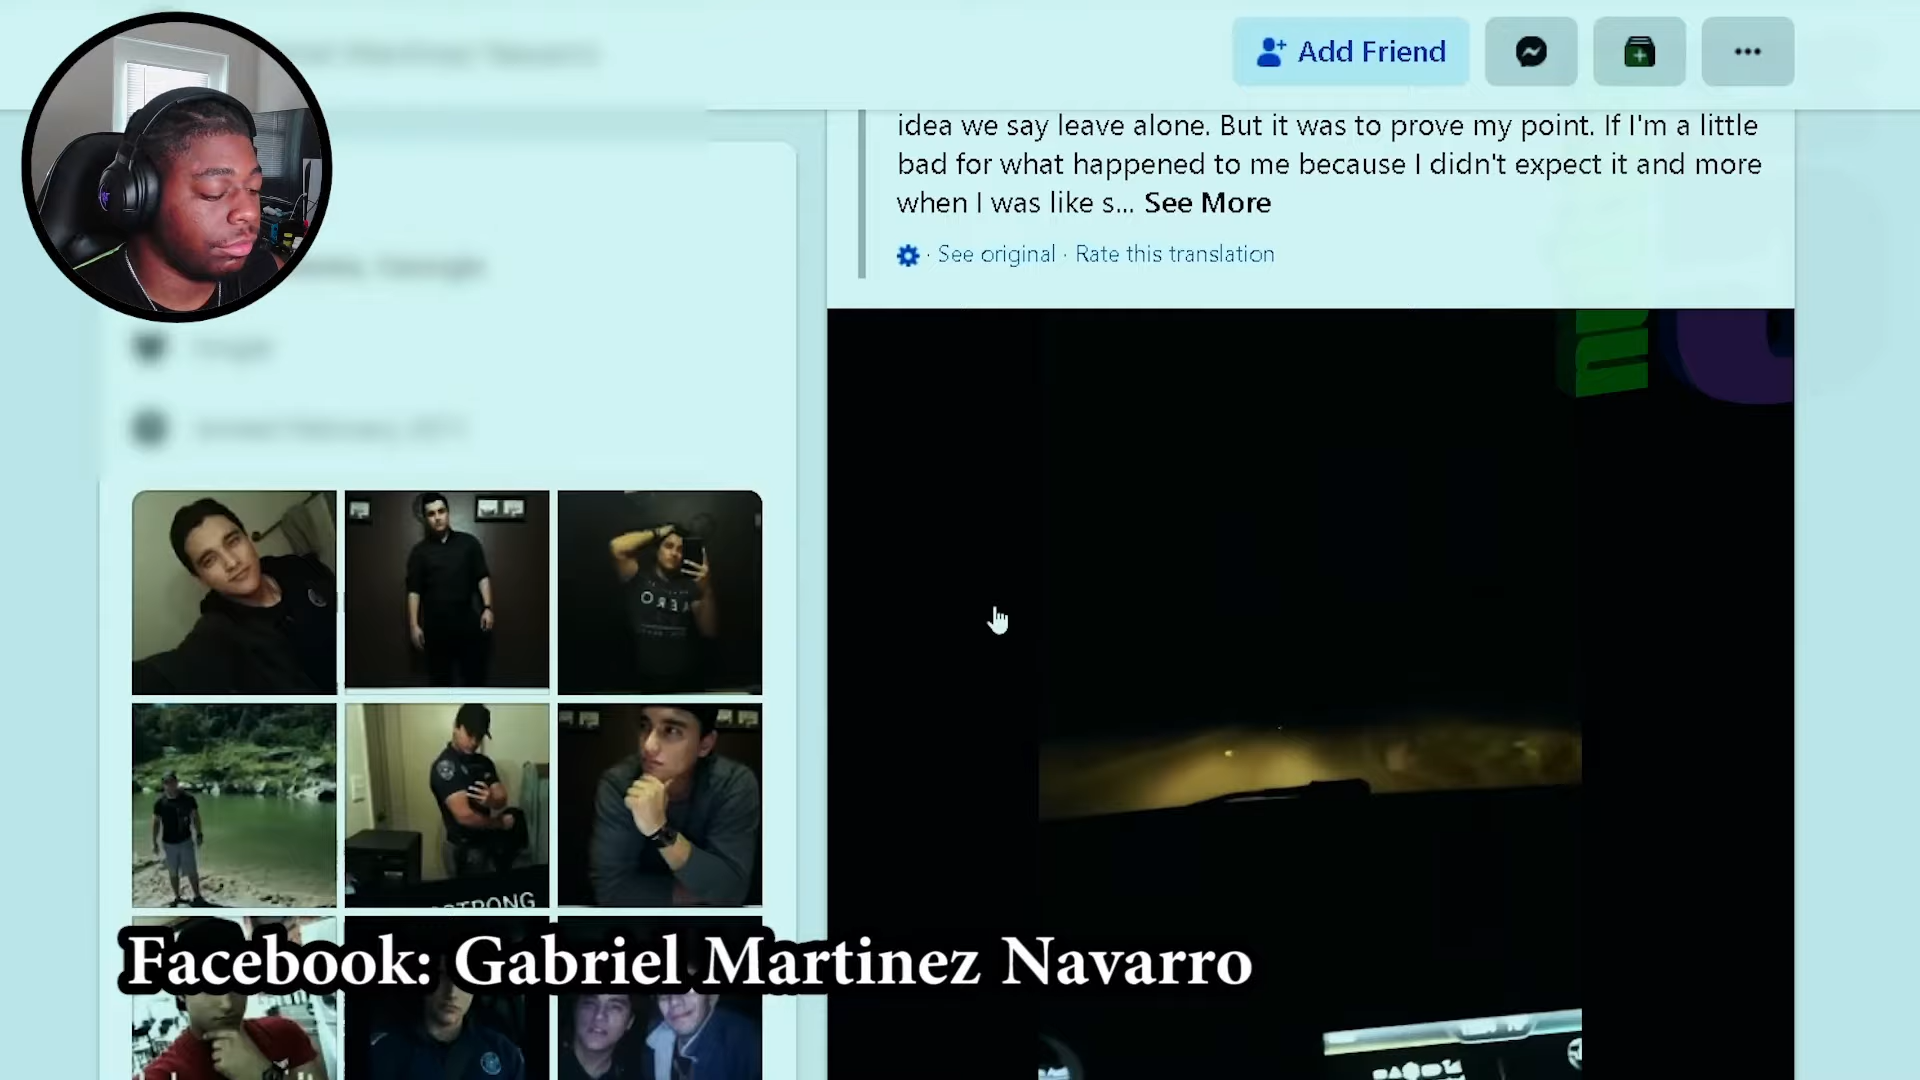 Add Friend
idea we say leave alone. But it was to prove my point. If I'm a little
bad for what happened to me because I didn't expect it and more
when I was like s... See More
· See original · Rate this translation
STRONG
Facebook: Gabriel Martinez Navarro